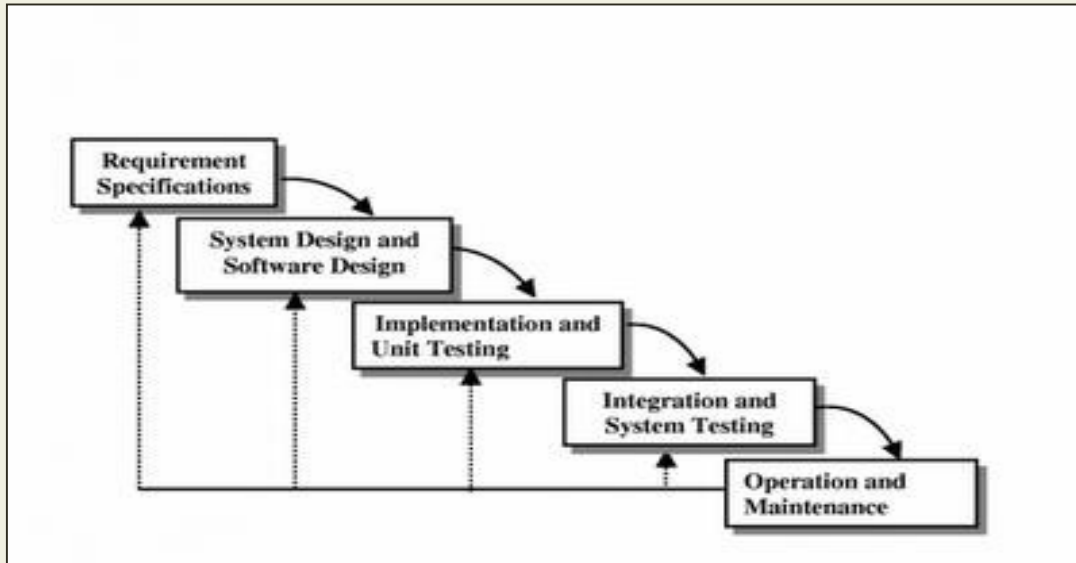 Requirement
Specifications
System Design and
Software Design
Implementation and
Unit Testing
Integration and
System Testing
Operation and
Maintenance